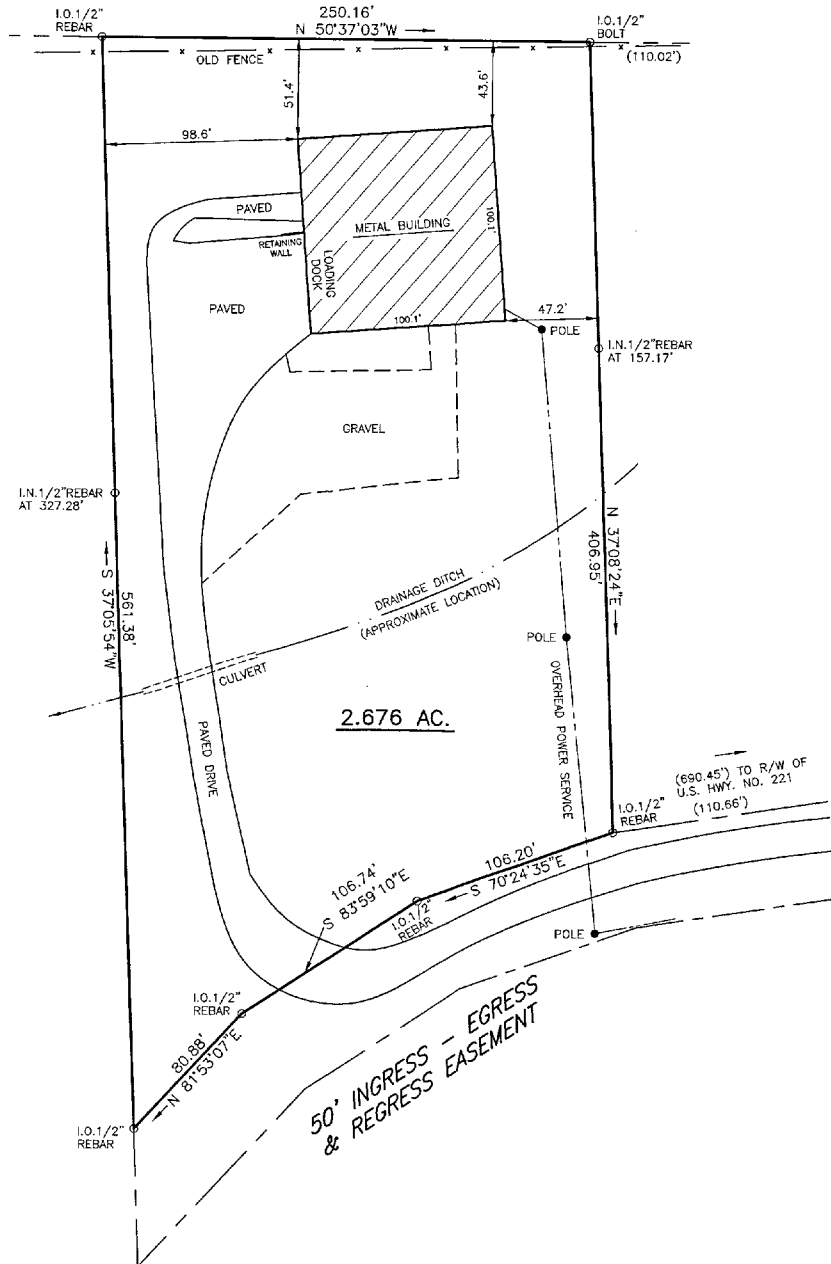 I.O.1/2"
REBAR
250.16'
N 50°37'03"W
I.O.1/2"
BOLT
(110.02')
OLD FENCE
51.4'
43.6'
98.6'
PAVED
RETAINING
WALL
METAL BUILDING
100.1'
LOADING
DOCK
PAVED
100.1'
47.2'
POLE
I.N.1/2"REBAR
AT 157.17'
GRAVEL
I.N.1/2"REBAR
AT 327.28'
N 37°08'24"E
406.95'
561.38'
S 37°05'54"W
DRAINAGE DITCH
(APPROXIMATE LOCATION)
POLE
CULVERT
2.676 AC.
OVERHEAD POWER SERVICE
PAVED DRIVE
(690.45') TO R/W OF
U.S. HWY. NO. 221
(110.66')
I.O.1/2"
REBAR
106.20'
S 70°24'35"E
106.74'
S 83°59'10"E
I.O.1/2"
REBAR
POLE
I.O.1/2"
REBAR
80.88'
N 81°53'07"E
50' INGRESS - EGRESS
& REGRESS EASEMENT
I.O.1/2"
REBAR